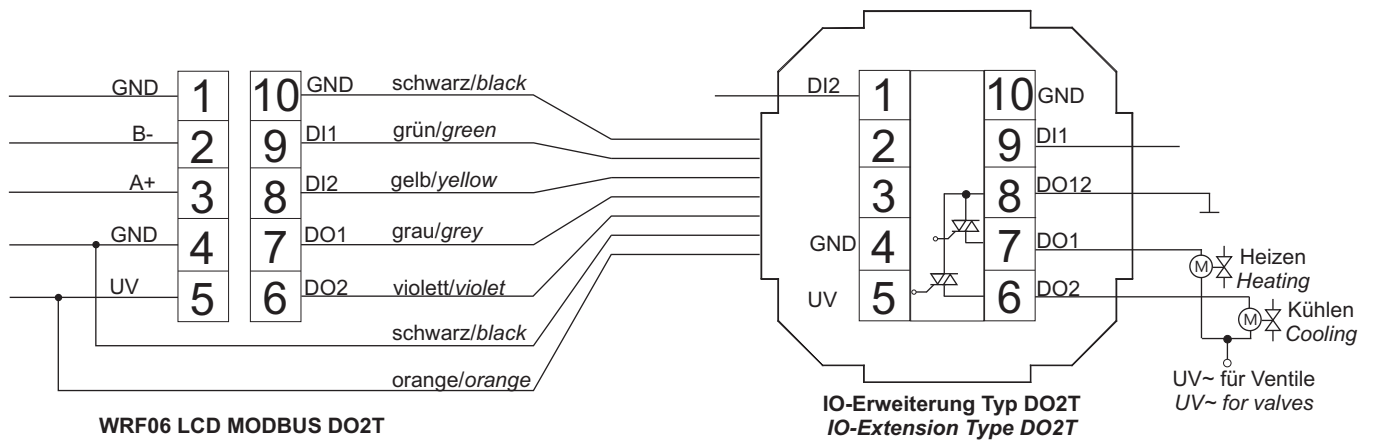 GND 1 10 GND schwarz/black
B- 2 9 DI1 grün/green
A+ 3 8 DI2 gelb/yellow
GND 4 7 DO1 grau/grey
UV 5 6 DO2 violett/violet
schwarz/black
orange/orange
WRF06 LCD MODBUS DO2T
DI2 1 10 GND
2 9 DI1
3 8 DO12
GND 4 7 DO1
UV 5 6 DO2
M Heizen
Heating
M Kühlen
Cooling
UV~ für Ventile
UV~ for valves
IO-Erweiterung Typ DO2T
IO-Extension Type DO2T